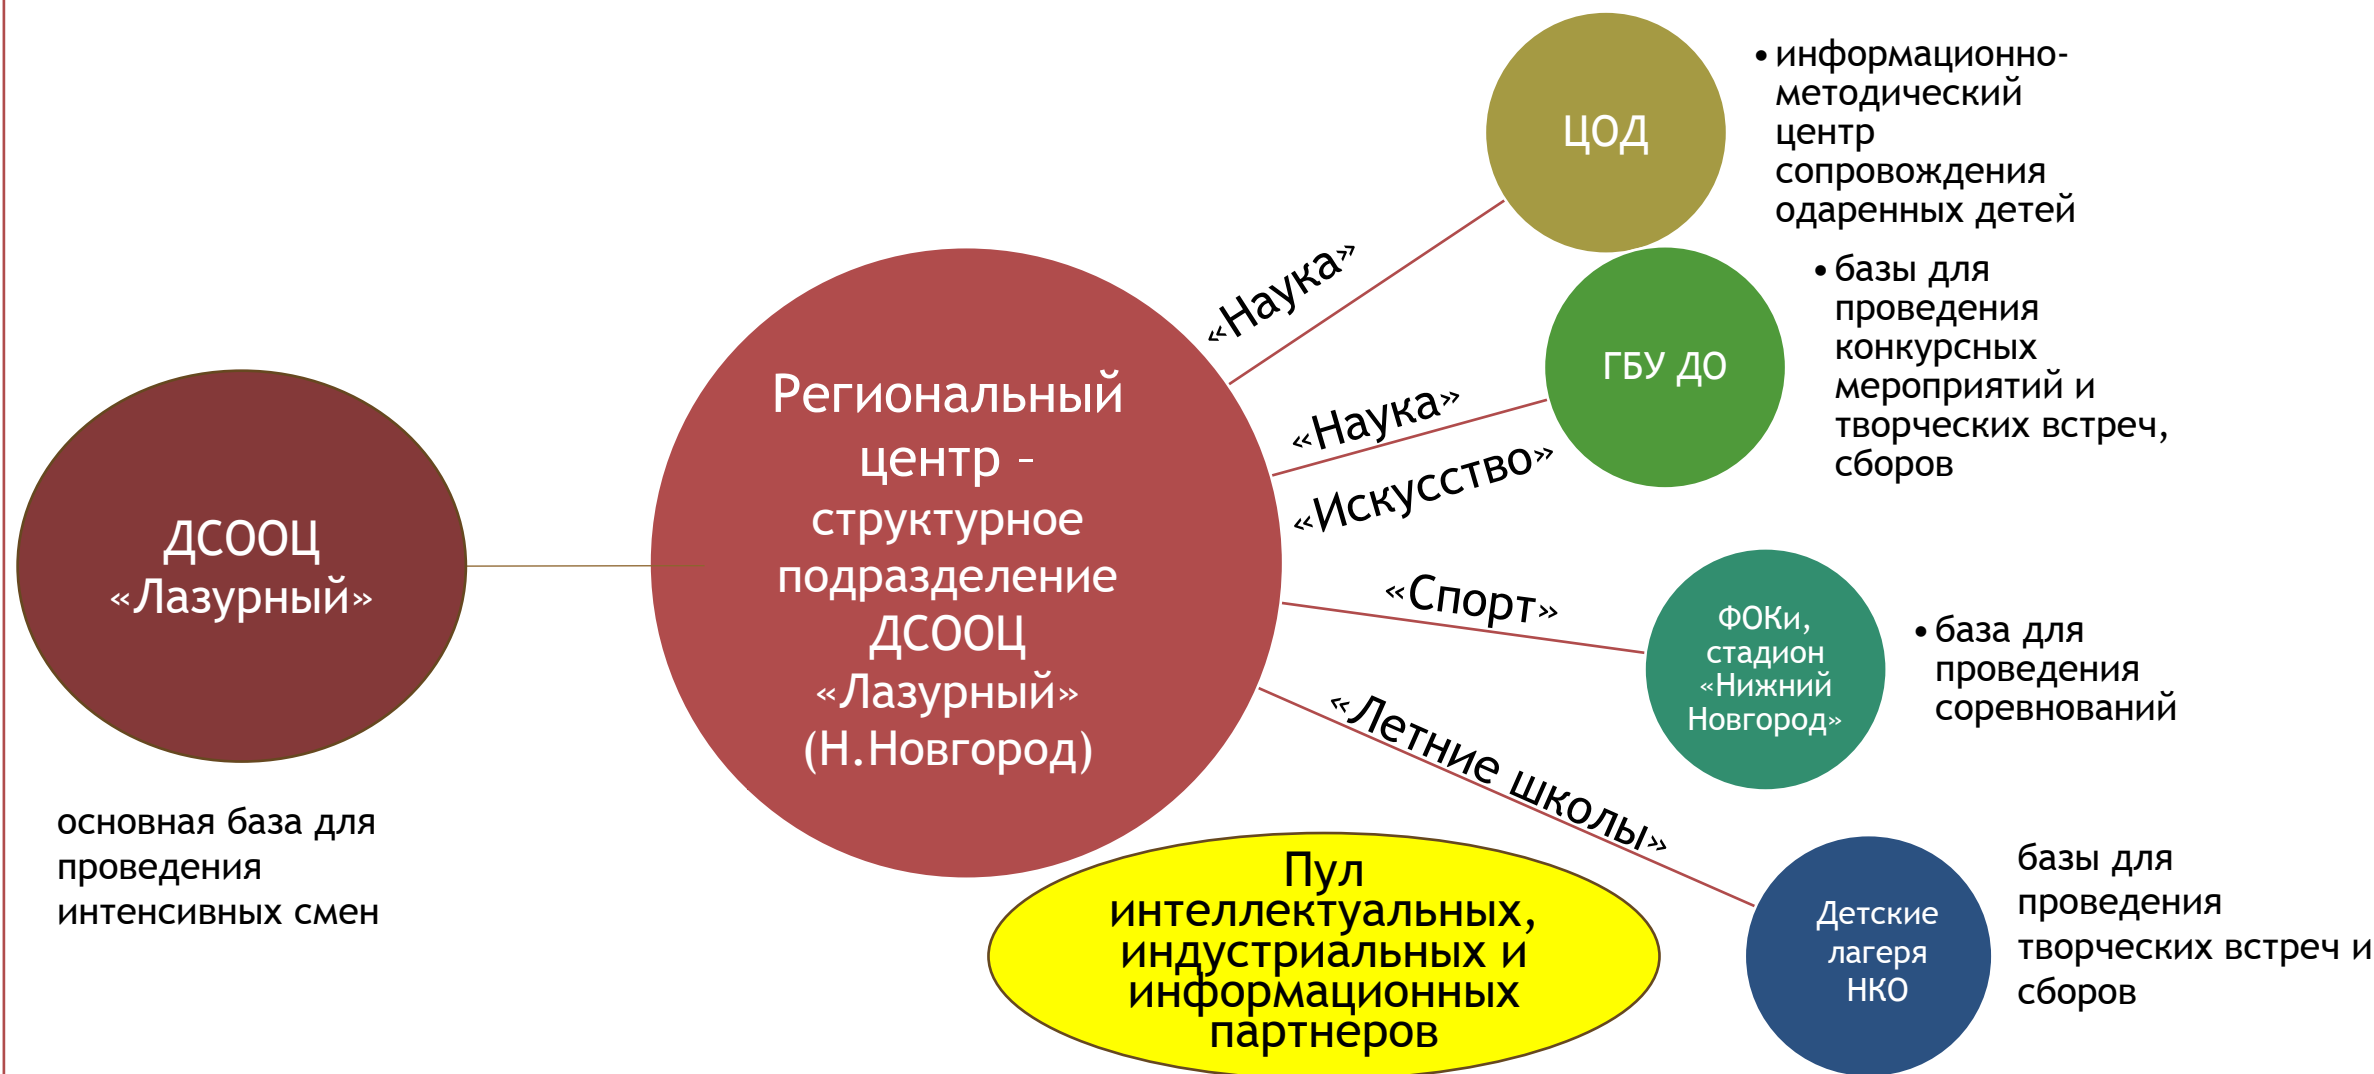 ДСООЦ
«Лазурный»
основная база для
проведения
интенсивных смен
Региональный
центр –
структурное
подразделение
ДСООЦ
«Лазурный»
(Н.Новгород)
«Наука»
ЦОД
•информационно-
методический
центр
сопровождения
одаренных детей
«Наука»
«Искусство»
ГБУ ДО
•базы для
проведения
конкурсных
мероприятий и
творческих встреч,
сборов
«Спорт»
ФОКи,
стадион
«Нижний
Новгород»
•база для
проведения
соревнований
«Летние школы»
Детские
лагеря
НКО
базы для
проведения
творческих встреч и
сборов
Пул
интеллектуальных,
индустриальных и
информационных
партнеров